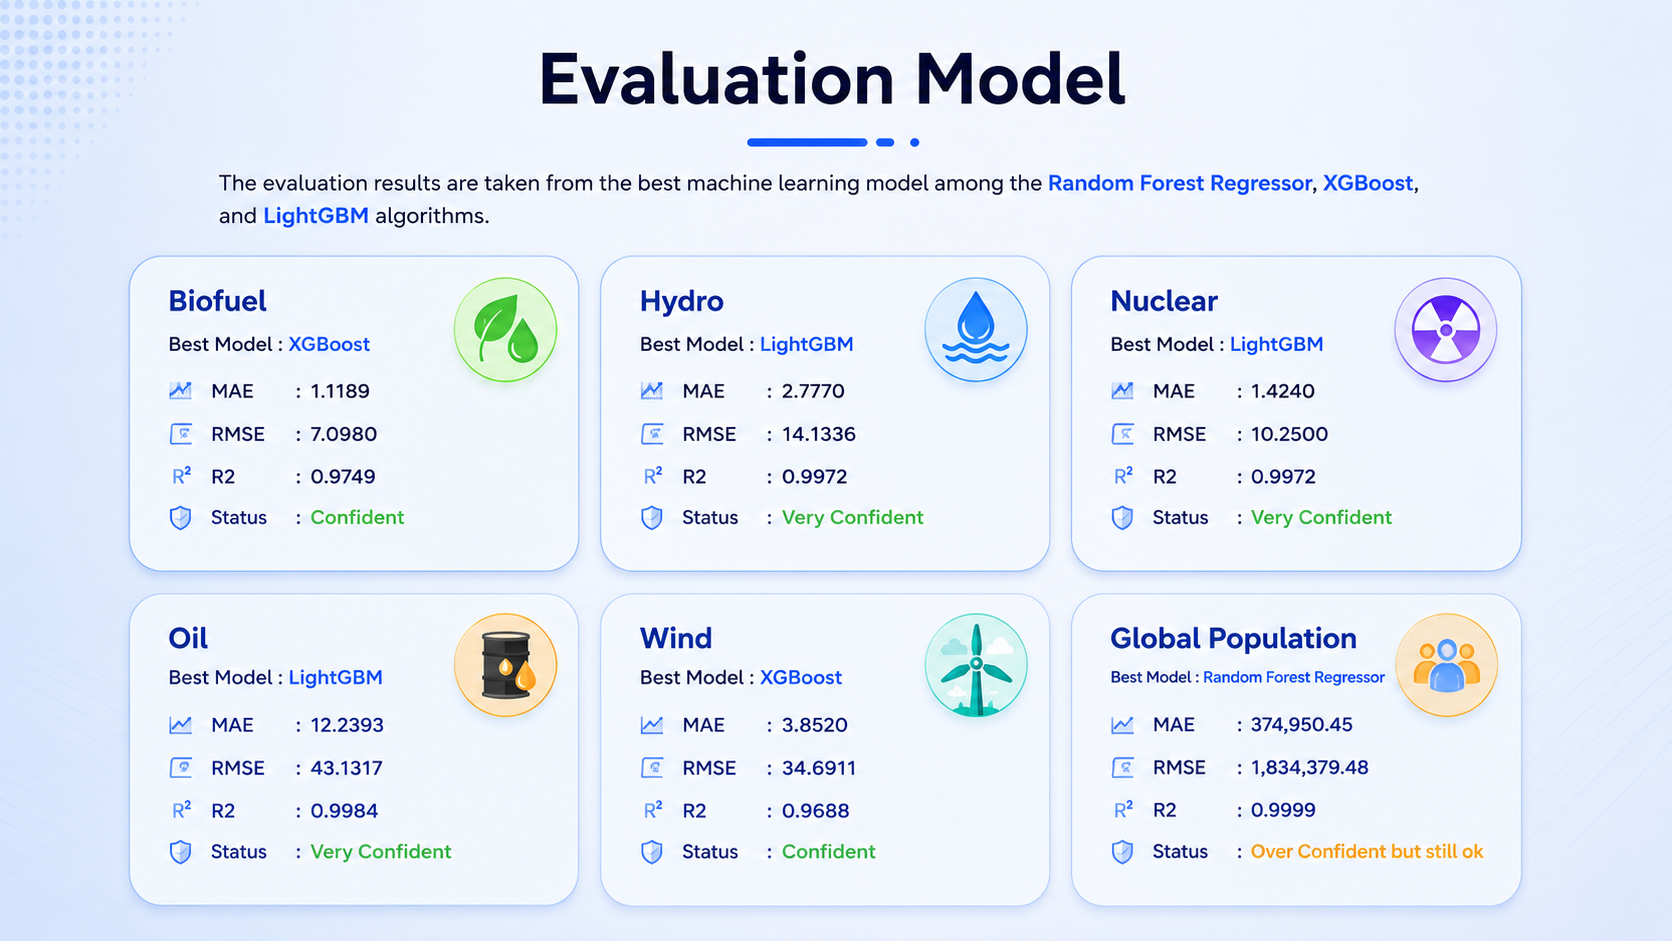 Evaluation Model
The evaluation results are taken from the best machine learning model among the Random Forest Regressor, XGBoost,
and LightGBM algorithms.
Biofuel
Best Model : XGBoost
MAE : 1.1189
RMSE : 7.0980
R² R2 : 0.9749
Status : Confident
Hydro
Best Model : LightGBM
MAE : 2.7770
RMSE : 14.1336
R² R2 : 0.9972
Status : Very Confident
Nuclear
Best Model : LightGBM
MAE : 1.4240
RMSE : 10.2500
R² R2 : 0.9972
Status : Very Confident
Oil
Best Model : LightGBM
MAE : 12.2393
RMSE : 43.1317
R² R2 : 0.9984
Status : Very Confident
Wind
Best Model : XGBoost
MAE : 3.8520
RMSE : 34.6911
R² R2 : 0.9688
Status : Confident
Global Population
Best Model : Random Forest Regressor
MAE : 374,950.45
RMSE : 1,834,379.48
R² R2 : 0.9999
Status : Over Confident but still ok